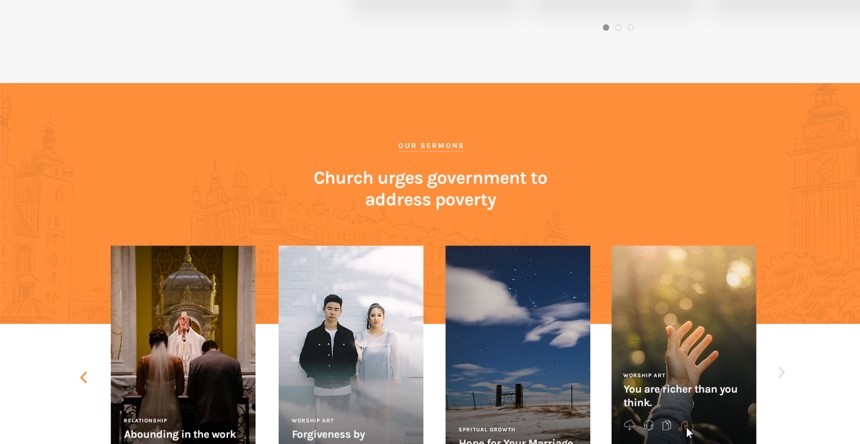 OUR SERMONS
Church urges government to
address poverty
WORSHIP ART
You are richer than you
think.
RELATIONSHIP
Abounding in the work
WORSHIP ART
Forgiveness by
SPRITUAL GROWTH
Hope for Your Marriage